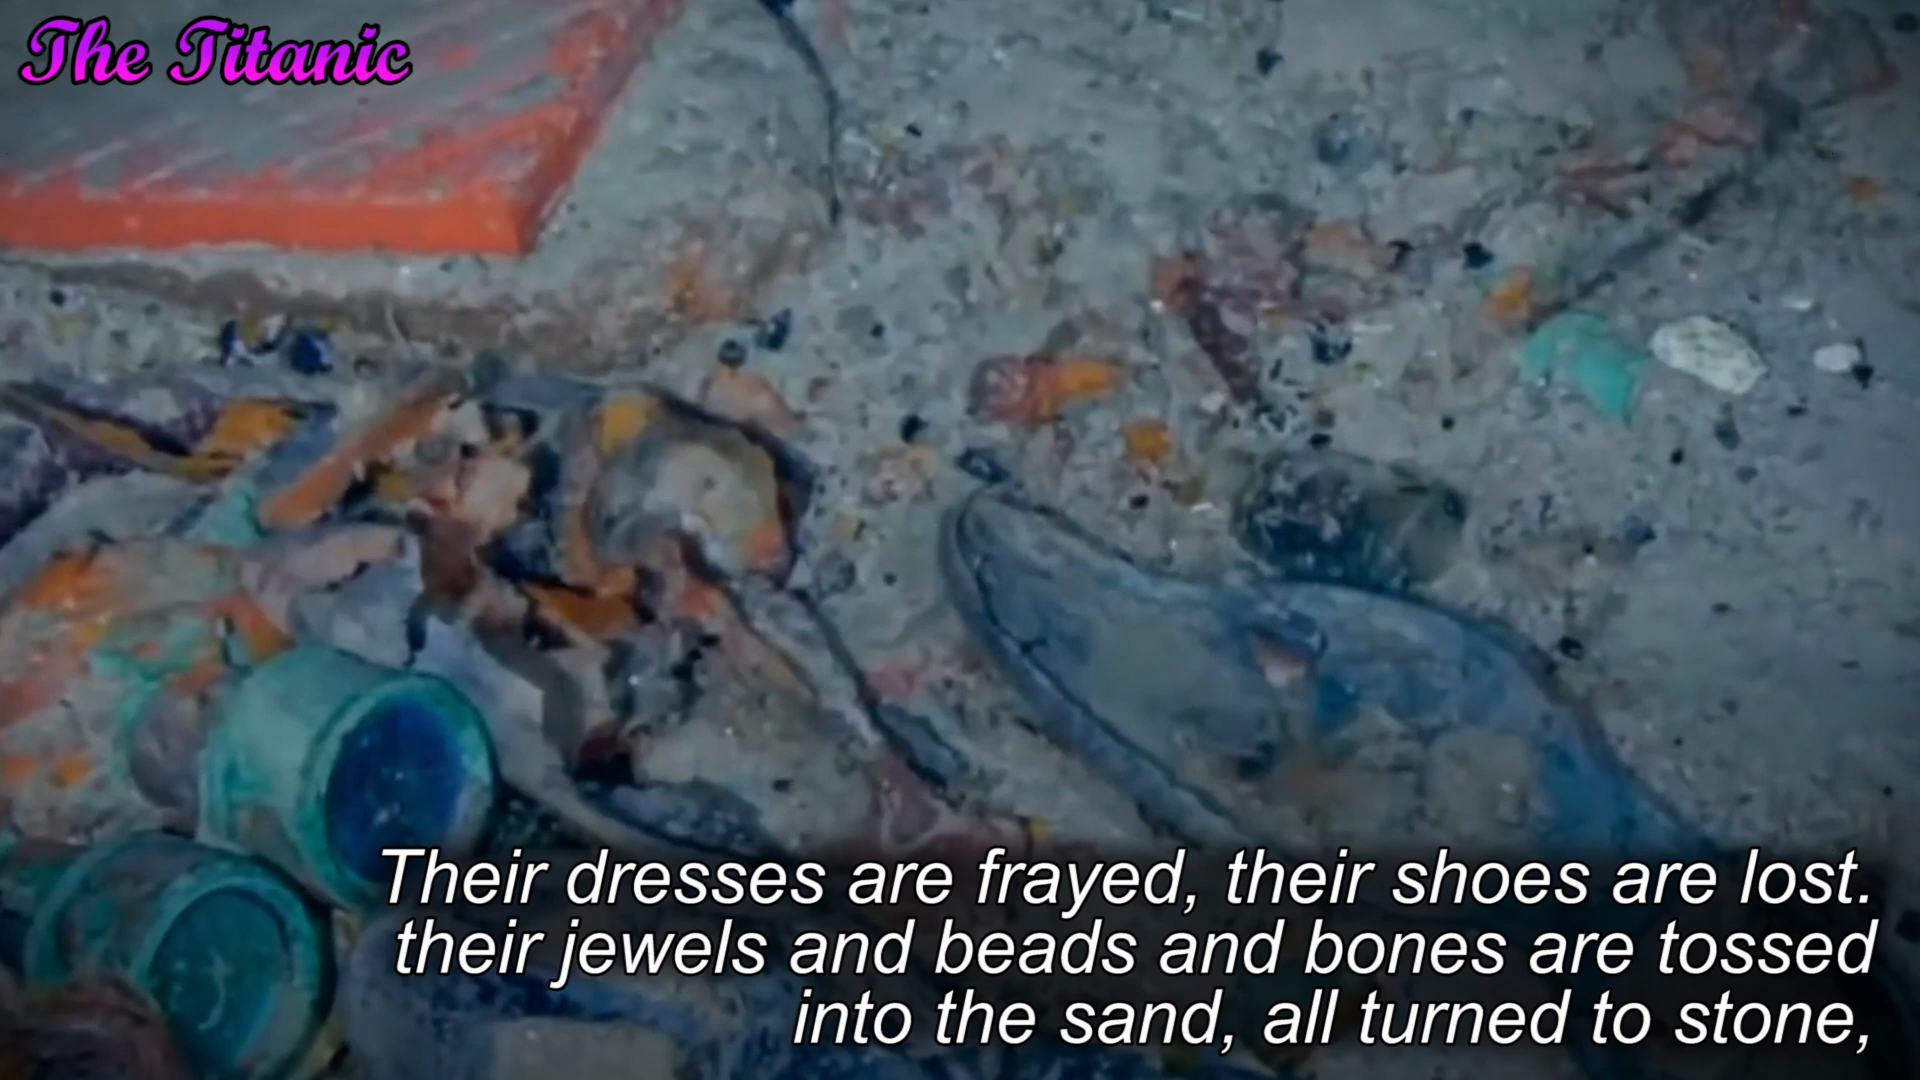 The Titanic
Their dresses are frayed, their shoes are lost.
their jewels and beads and bones are tossed
into the sand, all turned to stone,